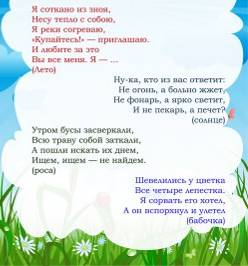 Я соткано из зноя,
Несу тепло с собою,
Я реки согреваю,
«Купайтесь!» — приглашаю.
И любите за это
Вы все меня. Я — ...
(Лето)
Ну-ка, кто из вас ответит:
Не огонь, а больно жжет,
Не фонарь, а ярко светит,
И не пекарь, а печет?
(солнце)
Утром бусы засверкали,
Всю траву собой заткали,
А пошли искать их днем,
Ищем, ищем — не найдем.
(роса)
Шевелились у цветка
Все четыре лепестка.
Я сорвать его хотел,
А он вспорхнул и улетел
(бабочка)